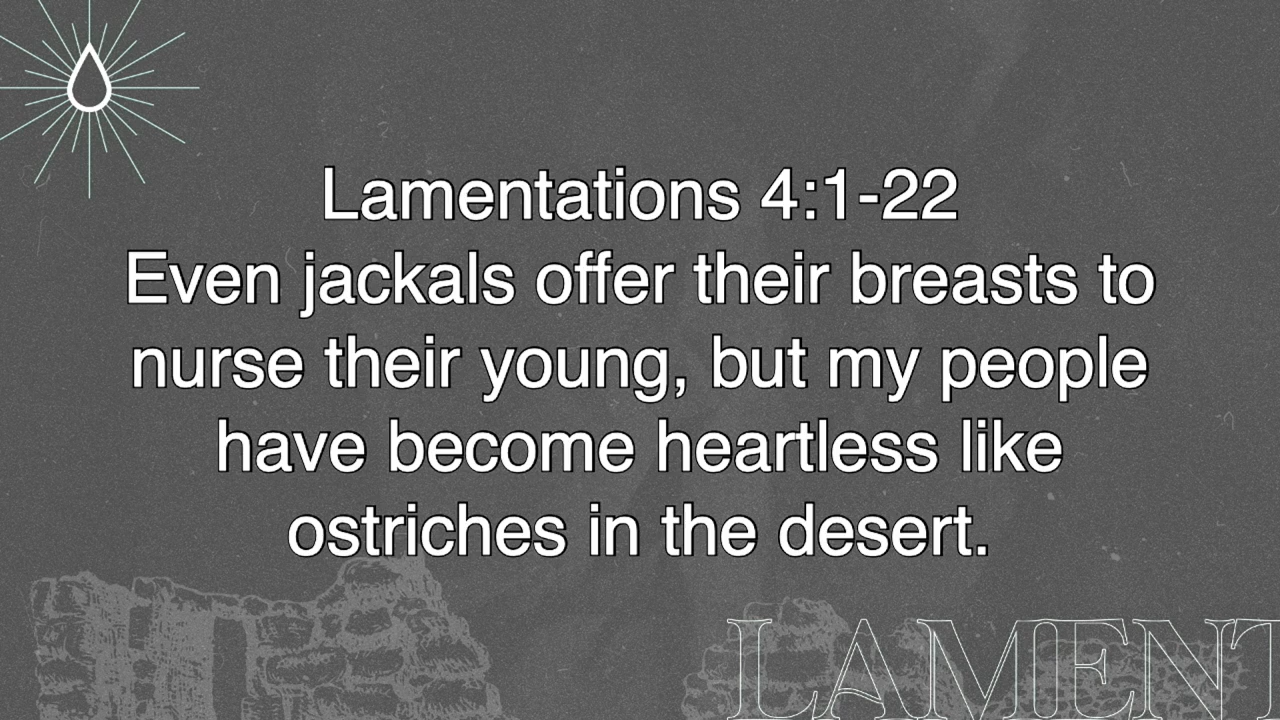 Lamentations 4:1-22
Even jackals offer their breasts to
nurse their young, but my people
have become heartless like
ostriches in the desert.
LAMENT